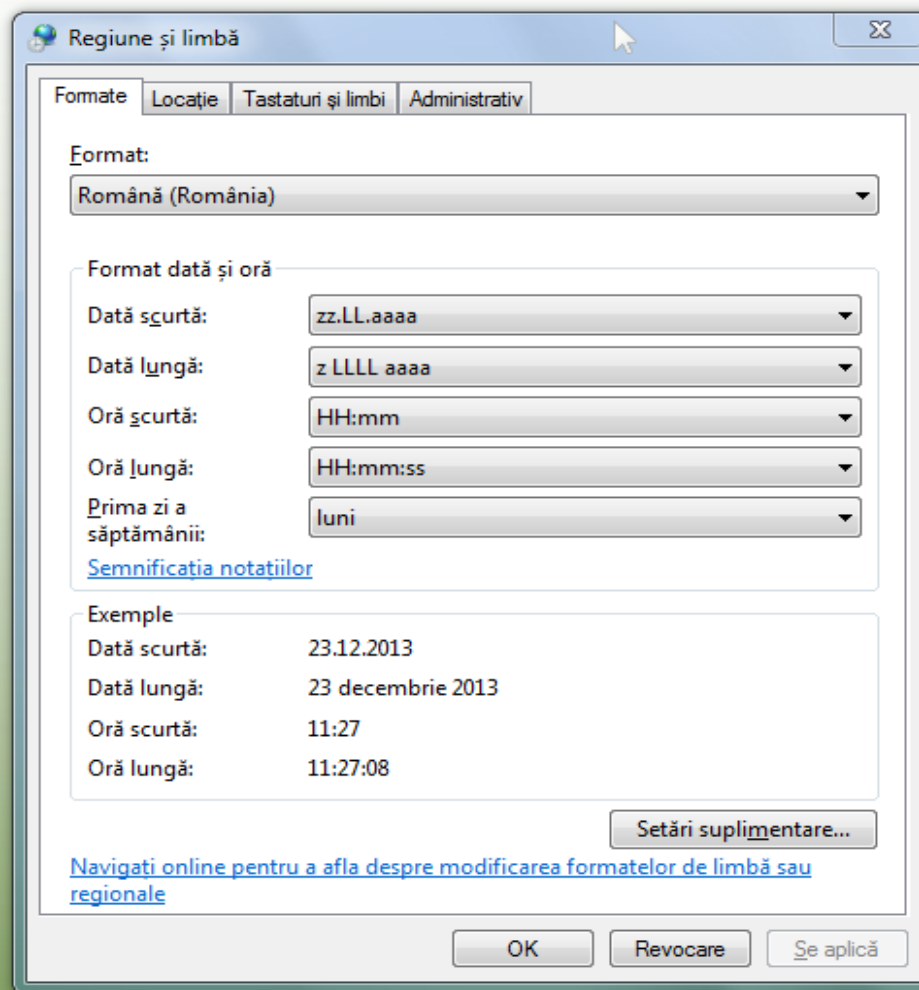 Regiune și limbă
Formate Locație Tastaturi și limbi Administrativ
Format:
Română (România)
Format dată și oră
Dată scurtă: zz.LL.aaaa
Dată lungă: z LLLL aaaa
Oră scurtă: HH:mm
Oră lungă: HH:mm:ss
Prima zi a
săptămânii: luni
Semnificația notațiilor
Exemple
Dată scurtă: 23.12.2013
Dată lungă: 23 decembrie 2013
Oră scurtă: 11:27
Oră lungă: 11:27:08
Setări suplimentare...
Navigați online pentru a afla despre modificarea formatelor de limbă sau
regionale
OK Revocare Se aplică